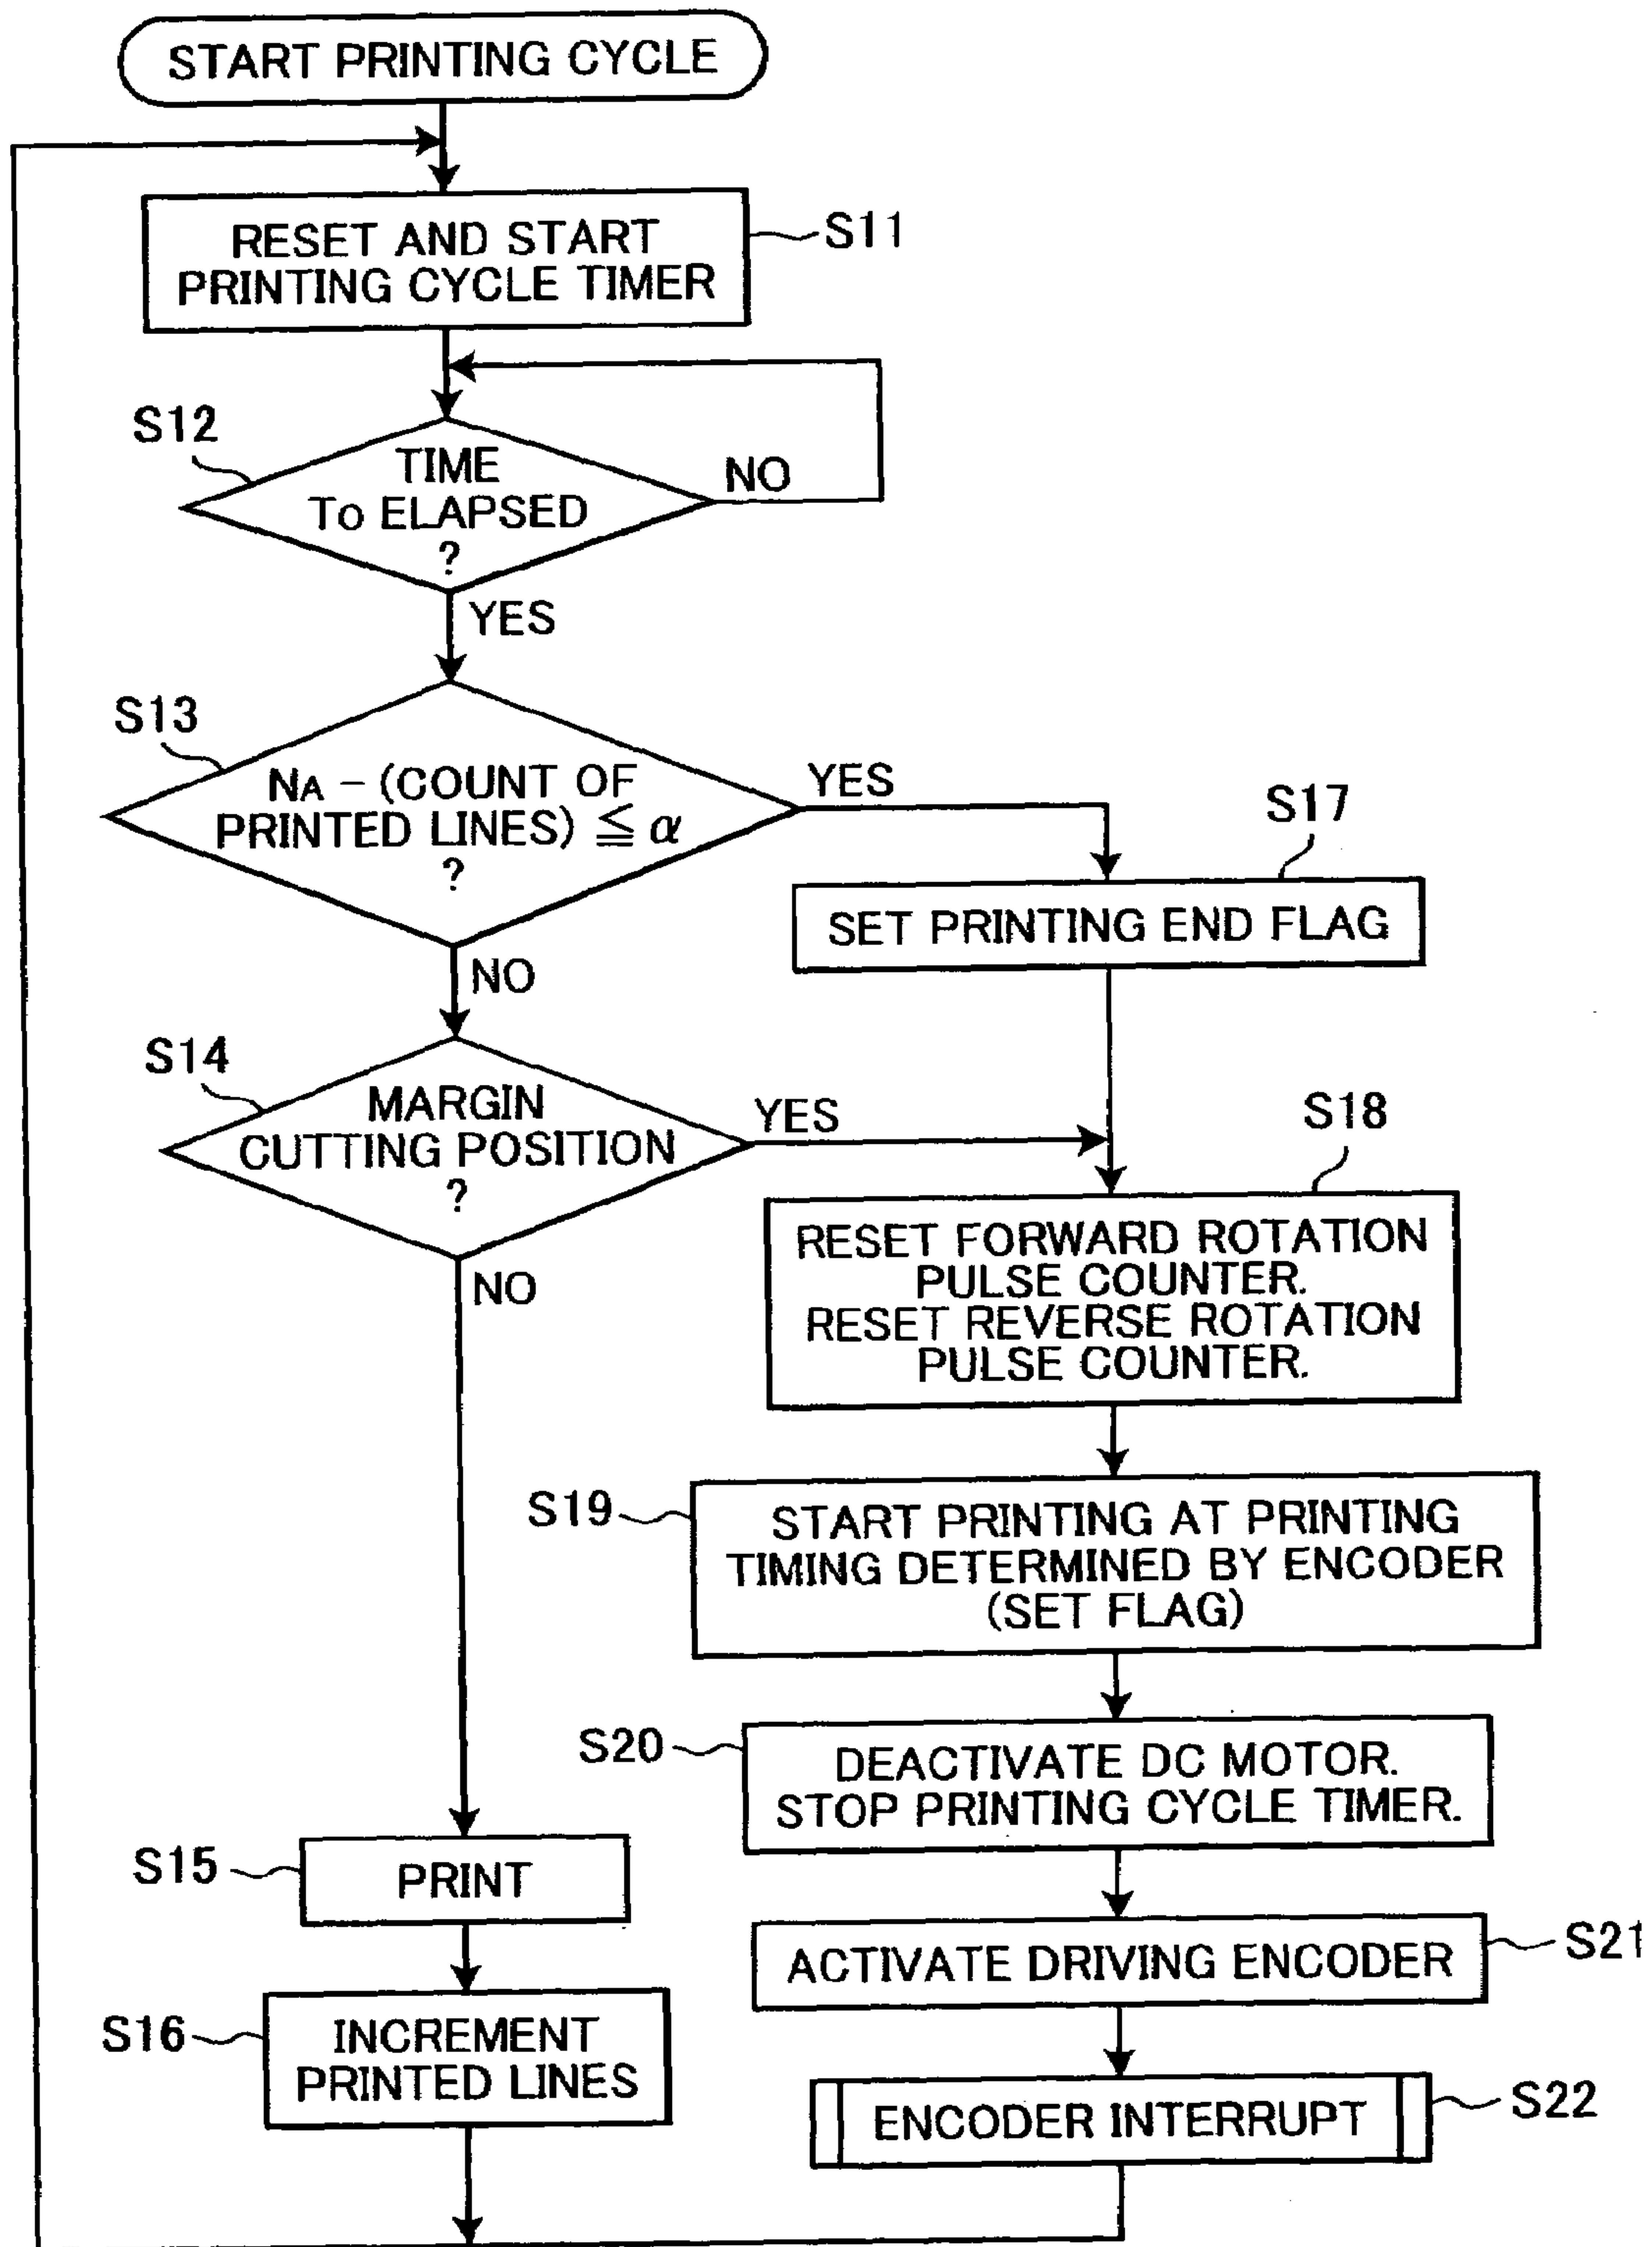 START PRINTING CYCLE
RESET AND START
PRINTING CYCLE TIMER
S11
S12
TIME
To ELAPSED
?
NO
YES
S13
NA – (COUNT OF
PRINTED LINES) ≦ α
?
YES
NO
S17
SET PRINTING END FLAG
S14
MARGIN
CUTTING POSITION
?
YES
NO
S18
RESET FORWARD ROTATION
PULSE COUNTER.
RESET REVERSE ROTATION
PULSE COUNTER.
S19
START PRINTING AT PRINTING
TIMING DETERMINED BY ENCODER
(SET FLAG)
S20
DEACTIVATE DC MOTOR.
STOP PRINTING CYCLE TIMER.
S15
PRINT
ACTIVATE DRIVING ENCODER
S21
S16
INCREMENT
PRINTED LINES
ENCODER INTERRUPT
S22